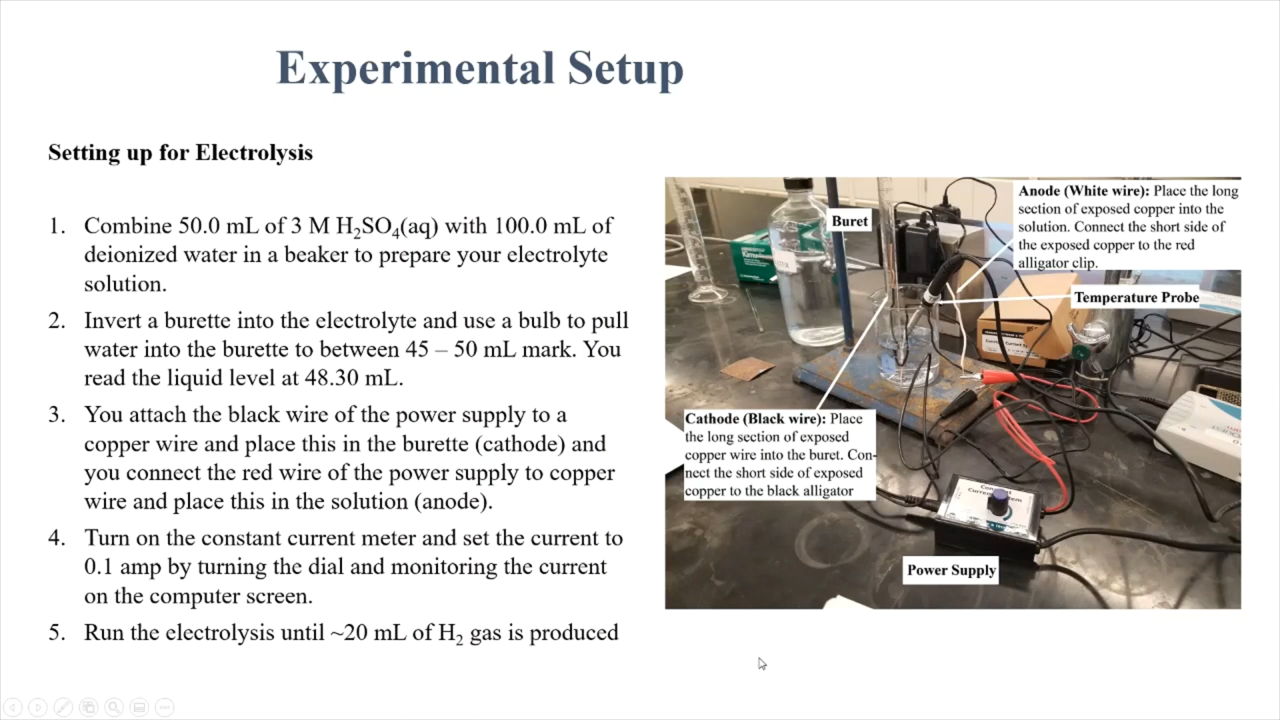 Experimental Setup
Setting up for Electrolysis
1. Combine 50.0 mL of 3 M H₂SO₄(aq) with 100.0 mL of
deionized water in a beaker to prepare your electrolyte
solution.
2. Invert a burette into the electrolyte and use a bulb to pull
water into the burette to between 45 – 50 mL mark. You
read the liquid level at 48.30 mL.
3. You attach the black wire of the power supply to a
copper wire and place this in the burette (cathode) and
you connect the red wire of the power supply to copper
wire and place this in the solution (anode).
4. Turn on the constant current meter and set the current to
0.1 amp by turning the dial and monitoring the current
on the computer screen.
5. Run the electrolysis until ~20 mL of H₂ gas is produced
Buret
Anode (White wire): Place the long
section of exposed copper into the
solution. Connect the short side of
the exposed copper to the red
alligator clip.
Temperature Probe
Cathode (Black wire): Place
the long section of exposed
copper wire into the buret. Con-
nect the short side of exposed
copper to the black alligator
Power Supply